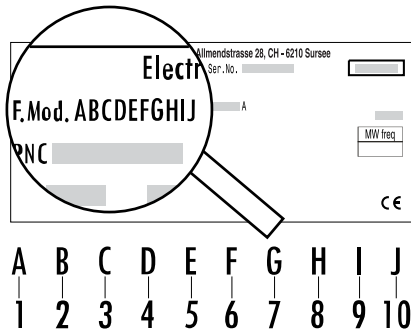 Allmendstrasse 28, CH - 6210 Sursee
Electr
Ser.No.
F.Mod. ABCDEFGHIJ
A
PNC
MW freq
CE
A B C D E F G H I J
1 2 3 4 5 6 7 8 9 10